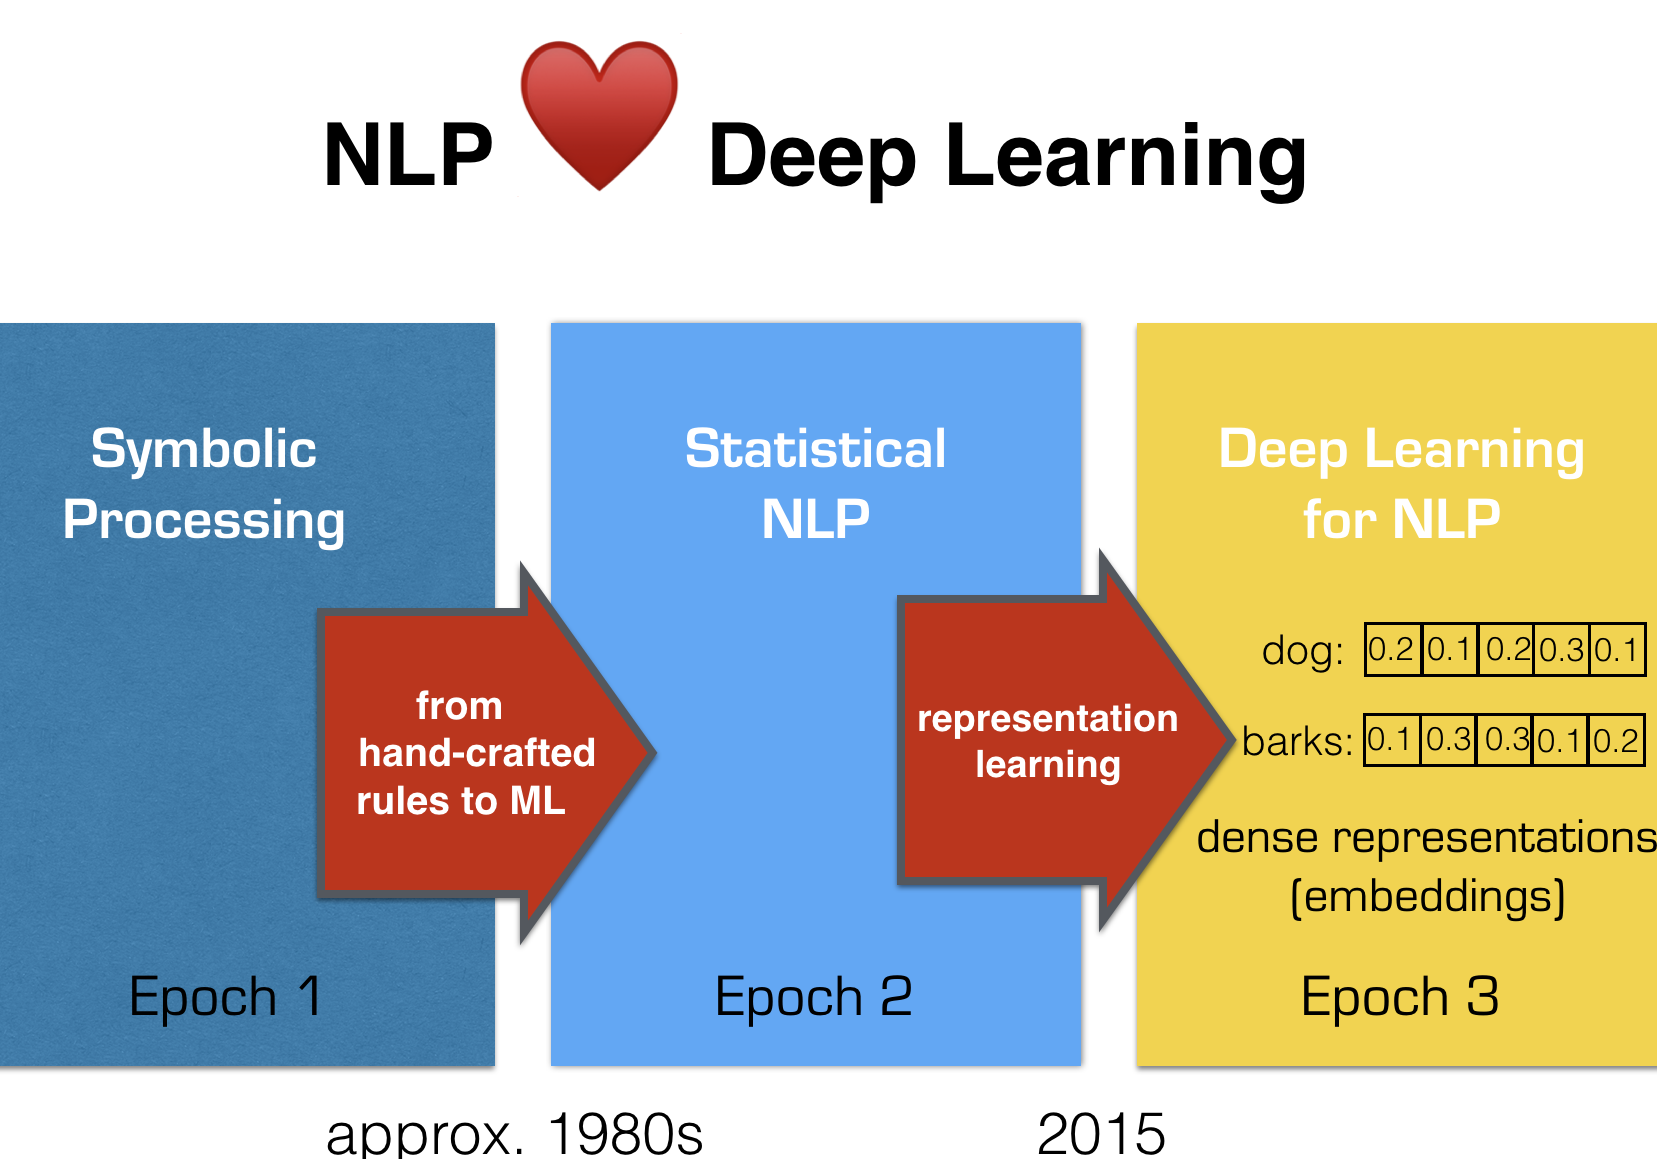 NLP Deep Learning
Symbolic
Processing
from
hand-crafted
rules to ML
Epoch 1
Statistical
NLP
representation
learning
Epoch 2
Deep Learning
for NLP
dog: 0.2 0.1 0.2 0.3 0.1
barks: 0.1 0.3 0.3 0.1 0.2
dense representations
(embeddings)
Epoch 3
approx. 1980s
2015